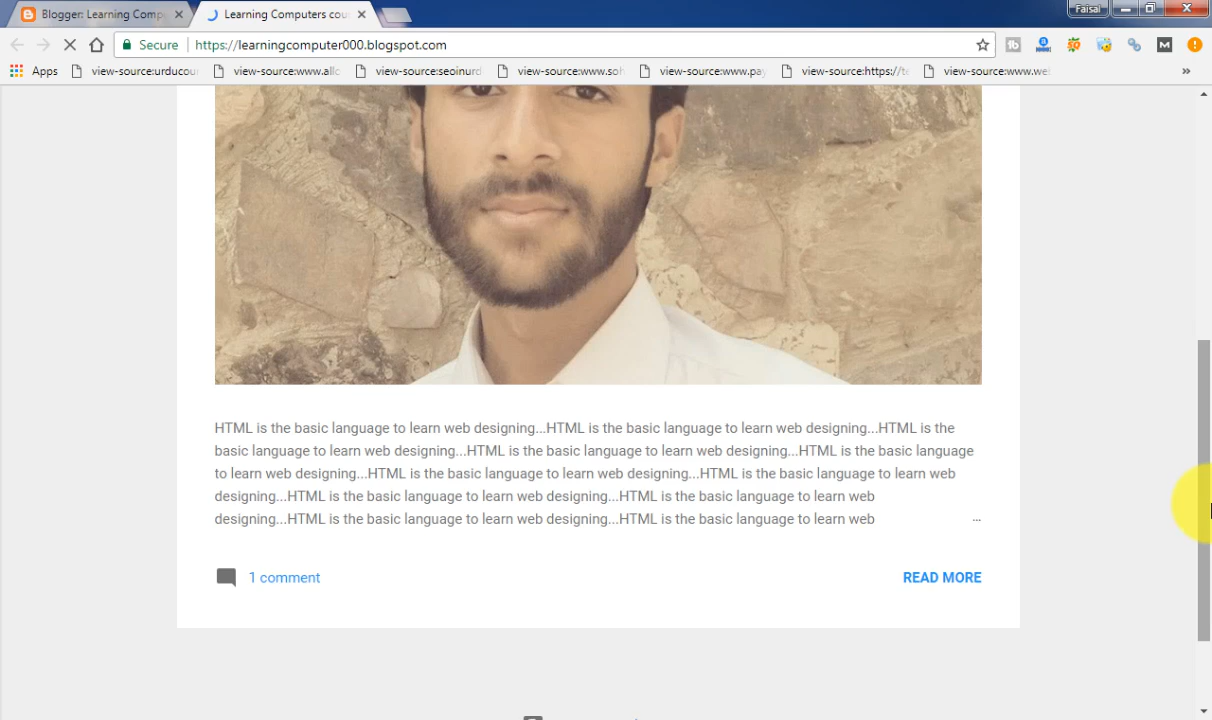 Blogger: Learning Comp
Learning Computers cou
Faisal
Secure
https://learningcomputer000.blogspot.com
Apps
view-source:urducour
view-source:www.allc
view-source:seoinurd
view-source:www.soh
view-source:www.pay
view-source:https://te
view-source:www.we
»
HTML is the basic language to learn web designing...HTML is the basic language to learn web designing...HTML is the
basic language to learn web designing...HTML is the basic language to learn web designing...HTML is the basic language
to learn web designing...HTML is the basic language to learn web designing...HTML is the basic language to learn web
designing...HTML is the basic language to learn web designing...HTML is the basic language to learn web
designing...HTML is the basic language to learn web designing...HTML is the basic language to learn web ...
1 comment
READ MORE